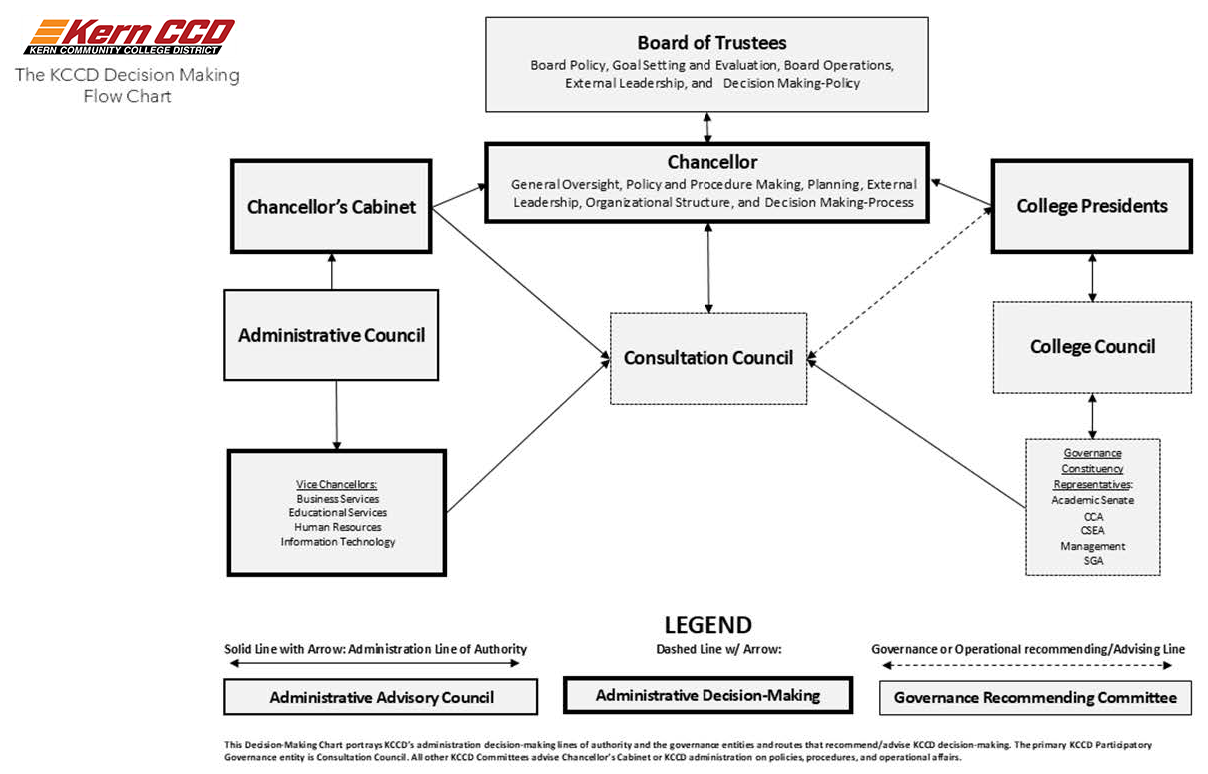 Kern CCD
KERN COMMUNITY COLLEGE DISTRICT
The KCCD Decision Making
Flow Chart
Board of Trustees
Board Policy, Goal Setting and Evaluation, Board Operations,
External Leadership, and Decision Making-Policy
Chancellor
General Oversight, Policy and Procedure Making, Planning, External
Leadership, Organizational Structure, and Decision Making-Process
Chancellor's Cabinet
College Presidents
Administrative Council
Consultation Council
College Council
Vice Chancellors:
Business Services
Educational Services
Human Resources
Information Technology
Governance
Constituency
Representatives:
Academic Senate
CCA
CSEA
Management
SGA
LEGEND
Solid Line with Arrow: Administration Line of Authority
Dashed Line w/ Arrow:
Governance or Operational recommending/Advising Line
Administrative Advisory Council
Administrative Decision-Making
Governance Recommending Committee
This Decision-Making Chart portrays KCCD's administration decision-making lines of authority and the governance entities and routes that recommend/advise KCCD decision-making. The primary KCCD Participatory
Governance entity is Consultation Council. All other KCCD Committees advise Chancellor's Cabinet or KCCD administration on policies, procedures, and operational affairs.